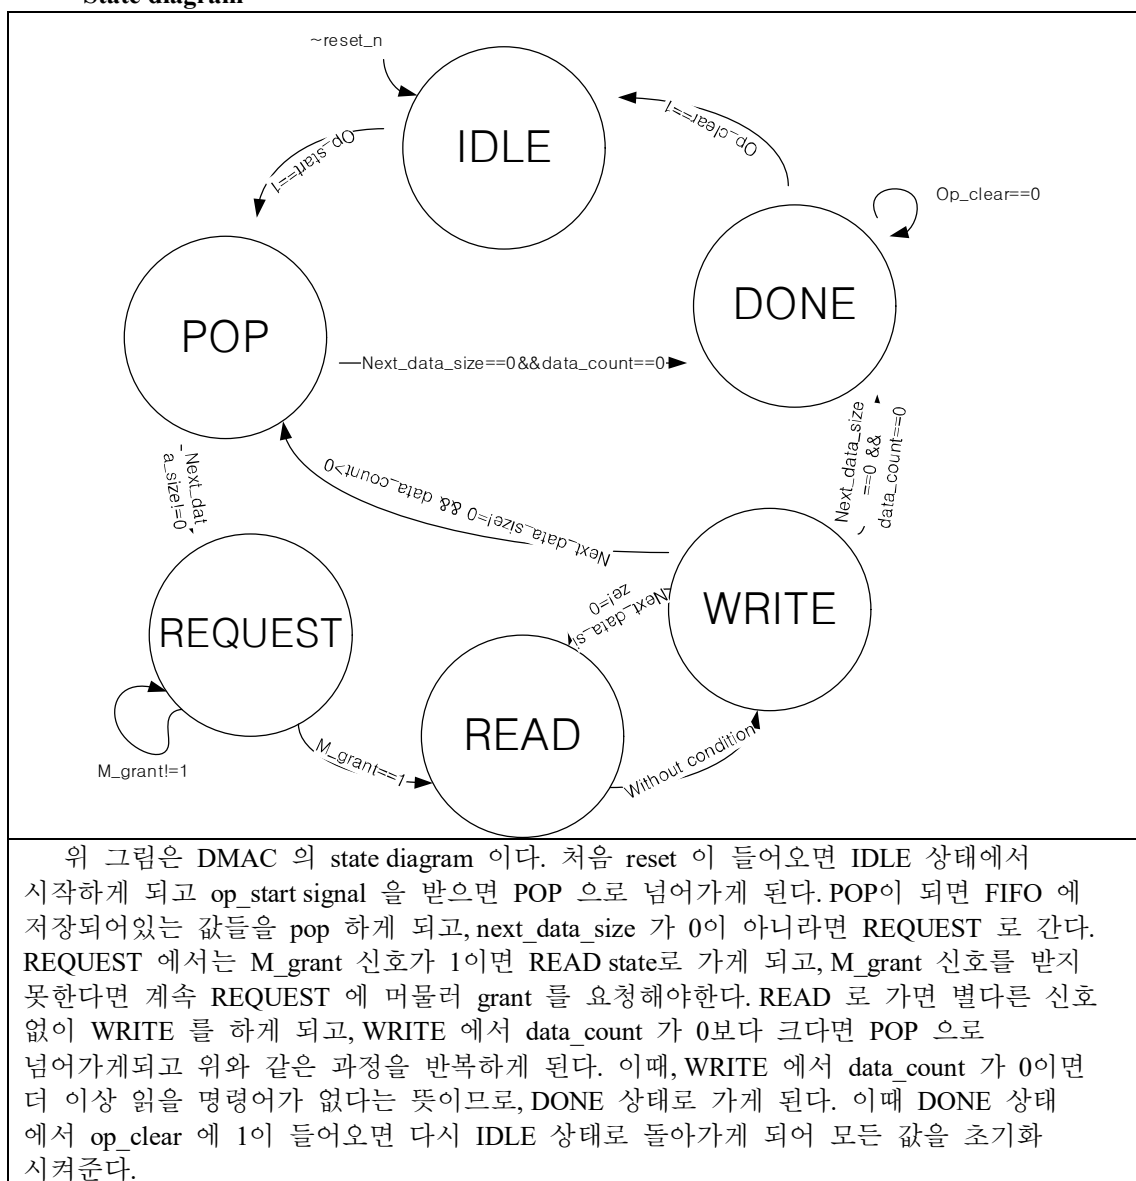 State diagram
~reset_n
IDLE
Op_start==1
Op_clear==1
Op_clear==0
DONE
POP
Next_data_size==0&&data_count==0
Next_data_size
==0 &&
data_count==0
Next_dat
a_size!=0
Next_data_size!=0 && data_count>0
Next_data_si
ze!=0
WRITE
REQUEST
READ
M_grant==1
Without condition
M_grant!=1
위 그림은 DMAC 의 state diagram 이다. 처음 reset 이 들어오면 IDLE 상태에서
시작하게 되고 op_start signal 을 받으면 POP 으로 넘어가게 된다. POP이 되면 FIFO 에
저장되어있는 값들을 pop 하게 되고, next_data_size 가 0이 아니라면 REQUEST 로 간다.
REQUEST 에서는 M_grant 신호가 1이면 READ state로 가게 되고, M_grant 신호를 받지
못한다면 계속 REQUEST 에 머물러 grant 를 요청해야한다. READ 로 가면 별다른 신호
없이 WRITE 를 하게 되고, WRITE 에서 data_count 가 0보다 크다면 POP 으로
넘어가게되고 위와 같은 과정을 반복하게 된다. 이때, WRITE 에서 data_count 가 0이면
더 이상 읽을 명령어가 없다는 뜻이므로, DONE 상태로 가게 된다. 이때 DONE 상태
에서 op_clear 에 1이 들어오면 다시 IDLE 상태로 돌아가게 되어 모든 값을 초기화
시켜준다.